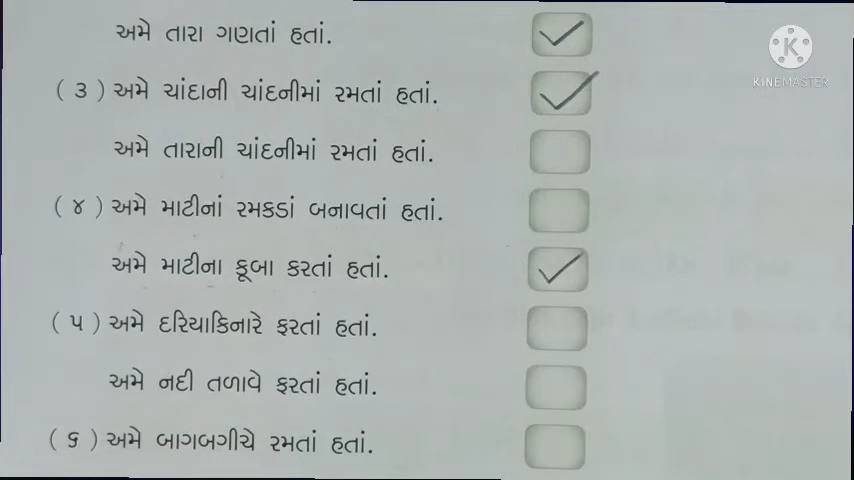 અમે તારા ગણતાં હતાં.
( ૩ ) અમે ચાંદાની ચાંદનીમાં રમતાં હતાં.
અમે તારાની ચાંદનીમાં રમતાં હતાં.
( ૪ ) અમે માટીનાં રમકડાં બનાવતાં હતાં.
અમે માટીના કૂબા કરતાં હતાં.
( ૫ ) અમે દરિયાકિનારે ફરતાં હતાં.
અમે નદી તળાવે ફરતાં હતાં.
( ૬ ) અમે બાગબગીચે રમતાં હતાં.
K
KINEMASTER